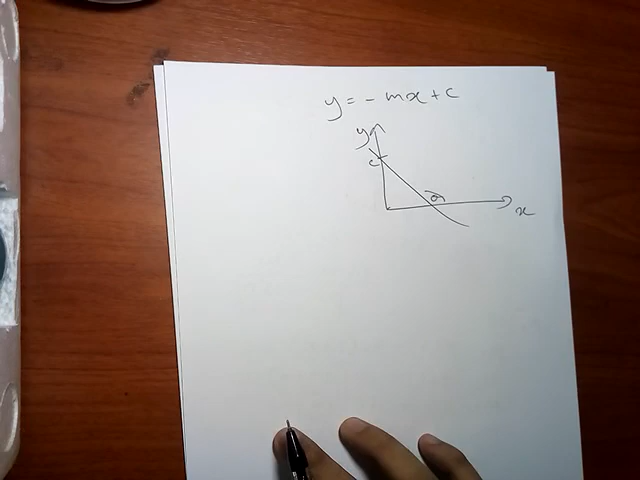 y = - mx + c
y
c
x